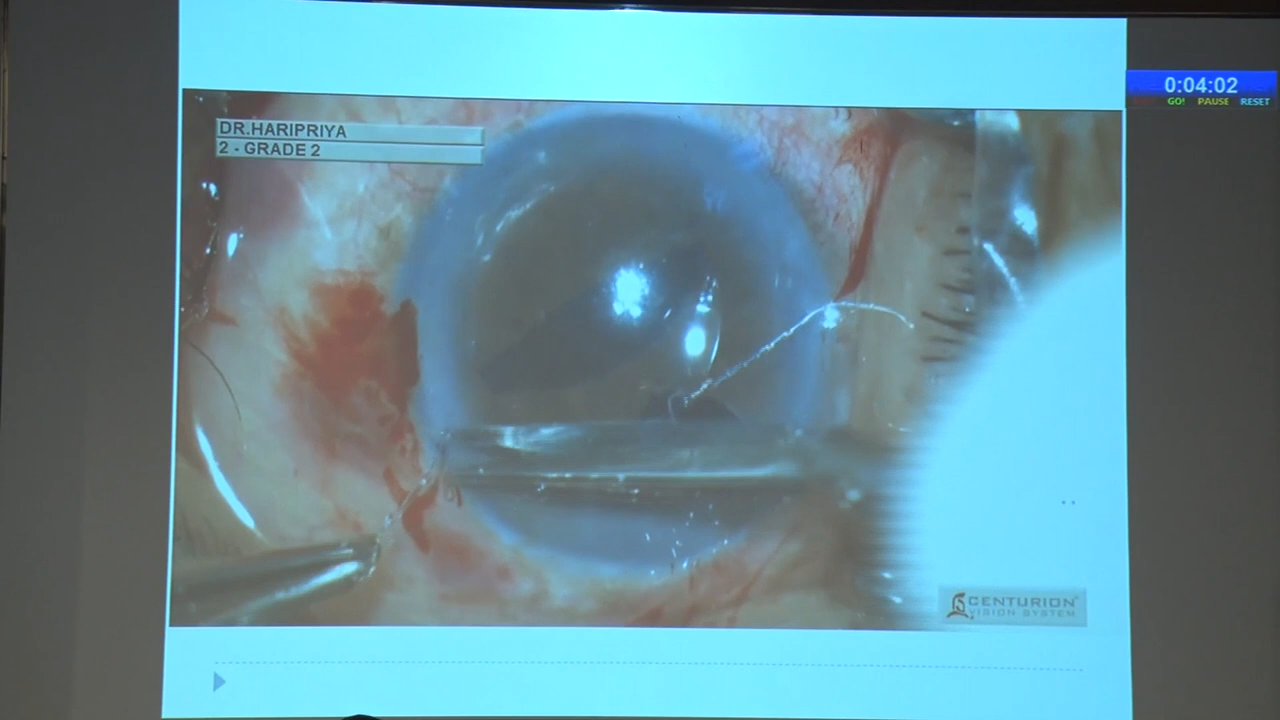 DR.HARIPRIYA
2 - GRADE 2
0:04:02
GO! PAUSE RESET
CENTURION
VISION SYSTEM